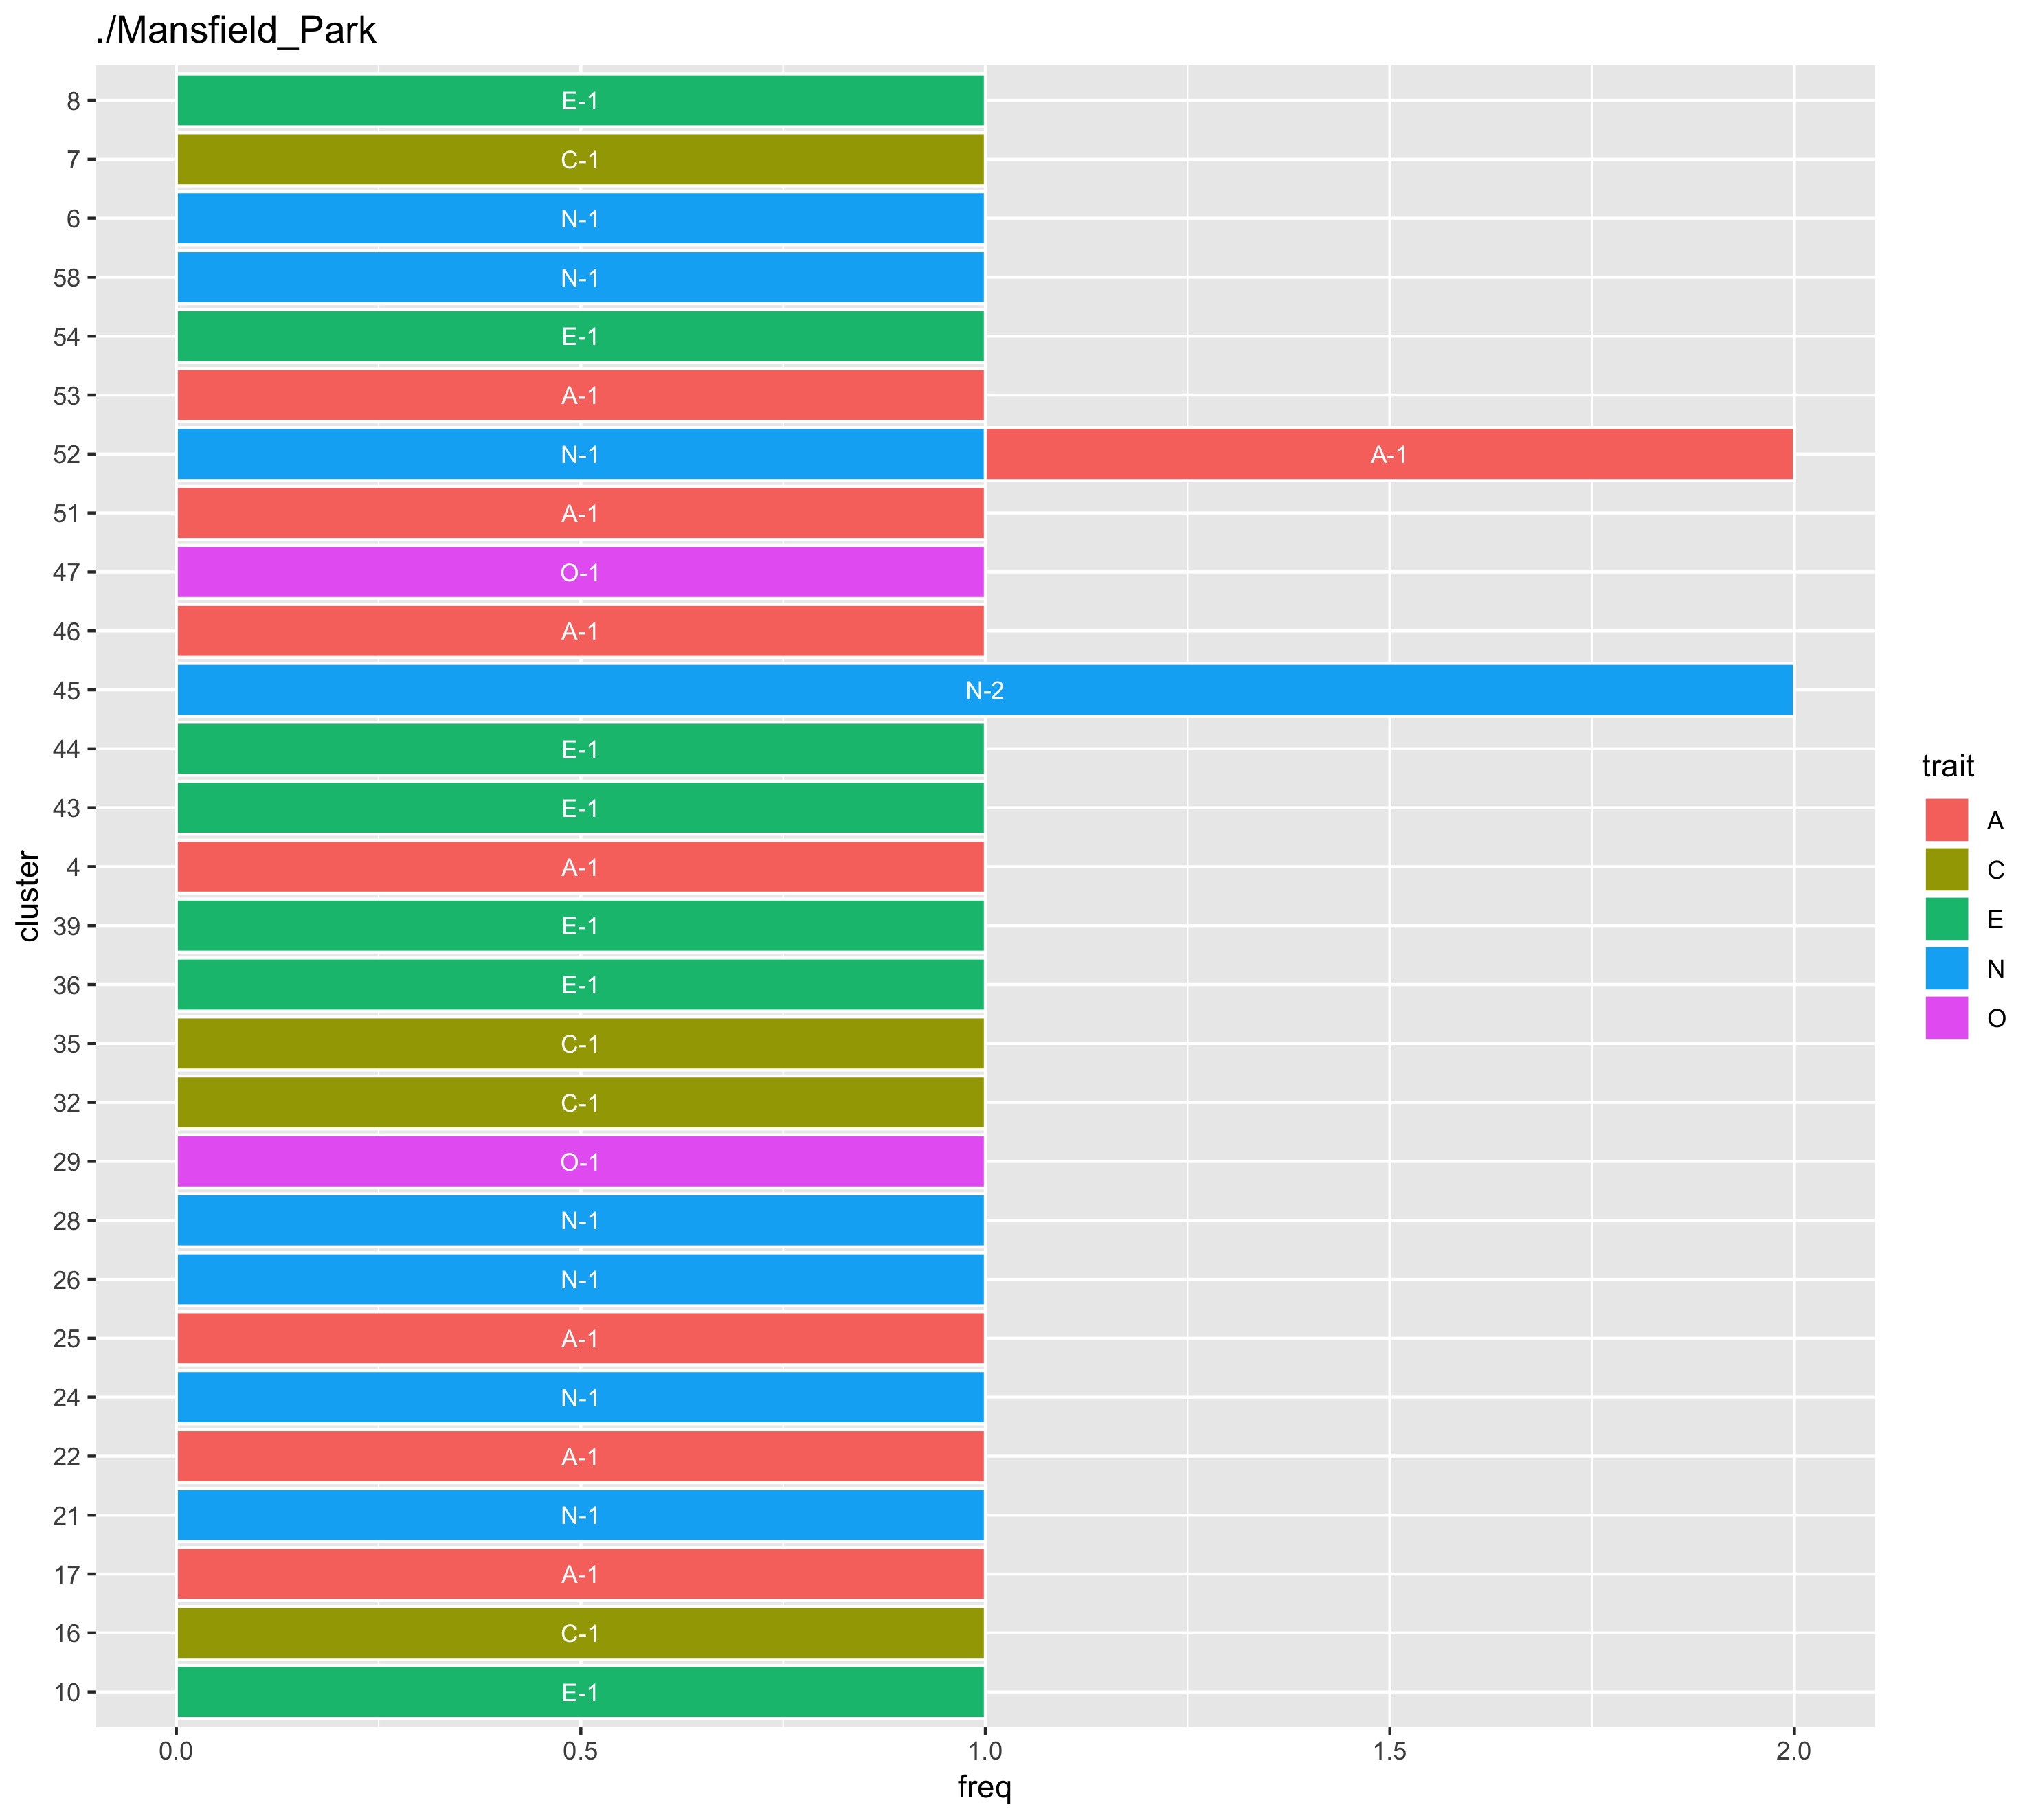 ./Mansfield_Park
8 E-1
7 C-1
6 N-1
58 N-1
54 E-1
53 A-1
52 N-1 A-1
51 A-1
47 O-1
46 A-1
45 N-2
44 E-1
43 E-1
4 A-1
39 E-1
36 E-1
35 C-1
32 C-1
29 O-1
28 N-1
26 N-1
25 A-1
24 N-1
22 A-1
21 N-1
17 A-1
16 C-1
10 E-1
cluster
0.0 0.5 1.0 1.5 2.0
freq
trait
A
C
E
N
O